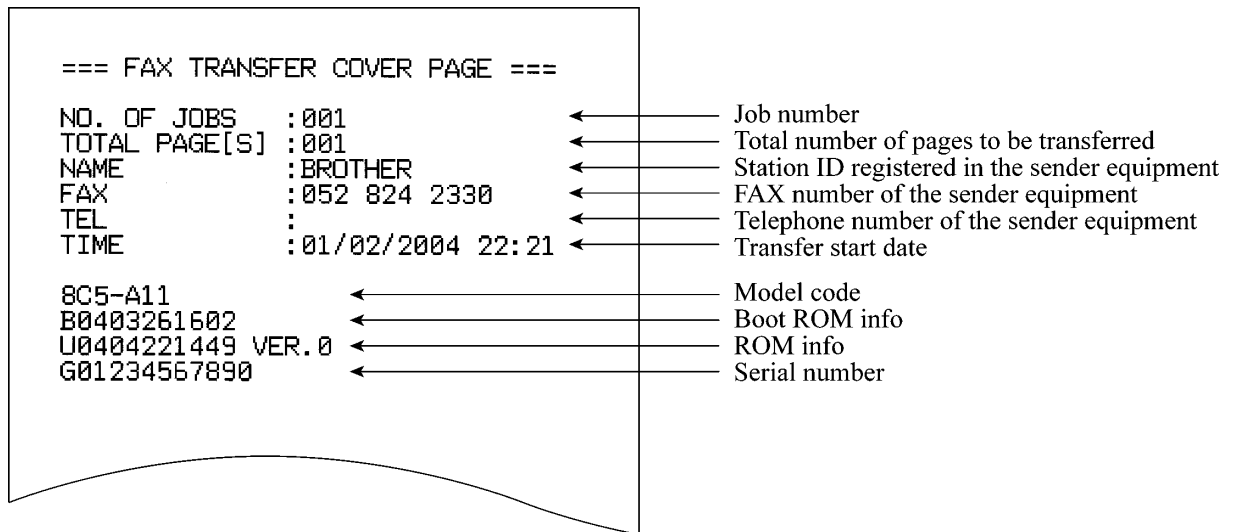 === FAX TRANSFER COVER PAGE ===
NO. OF JOBS :001 Job number
TOTAL PAGE[S] :001 Total number of pages to be transferred
NAME :BROTHER Station ID registered in the sender equipment
FAX :052 824 2330 FAX number of the sender equipment
TEL : Telephone number of the sender equipment
TIME :01/02/2004 22:21 Transfer start date
8C5-A11 Model code
B0403261602 Boot ROM info
U0404221449 VER.0 ROM info
G01234567890 Serial number